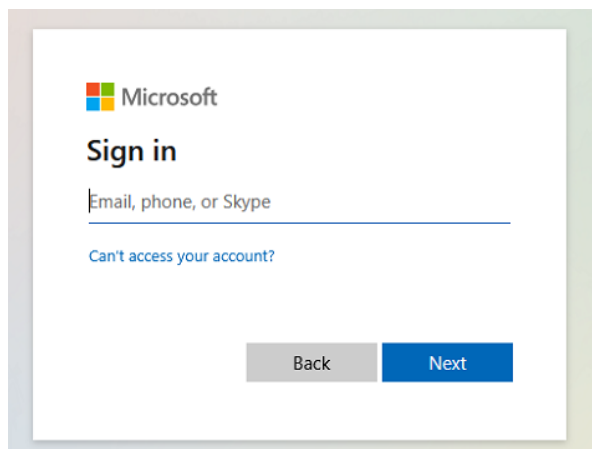 Microsoft
Sign in
Email, phone, or Skype
Can't access your account?
Back
Next